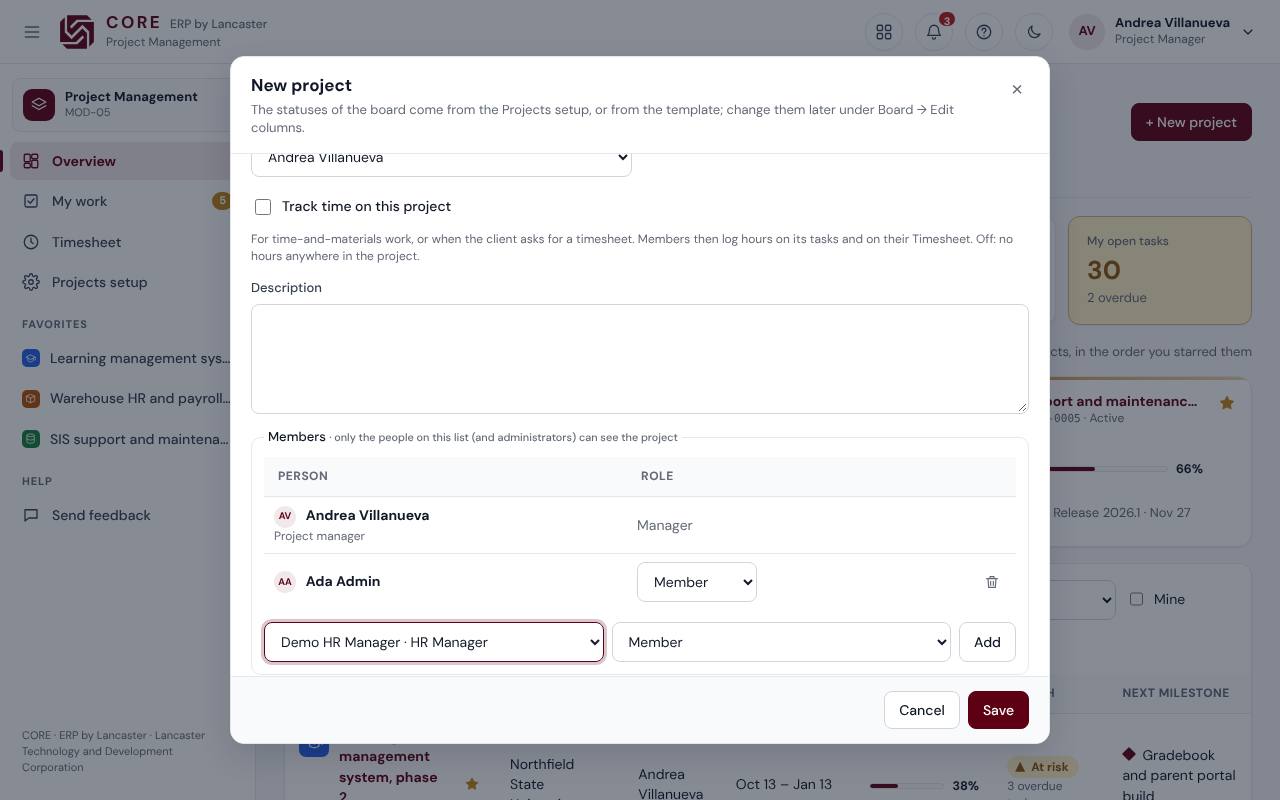 CORE ERP by Lancaster
Project Management
3
AV
Andrea Villanueva
Project Manager
Project Management
MOD-05
Overview
My work 5
Timesheet
Projects setup
FAVORITES
Learning management sys...
Warehouse HR and payroll...
SIS support and maintena...
HELP
Send feedback
CORE · ERP by Lancaster · Lancaster
Technology and Development
Corporation
New project
The statuses of the board come from the Projects setup, or from the template; change them later under Board → Edit
columns.
Andrea Villanueva
Track time on this project
For time-and-materials work, or when the client asks for a timesheet. Members then log hours on its tasks and on their Timesheet. Off: no
hours anywhere in the project.
Description
Members · only the people on this list (and administrators) can see the project
PERSON ROLE
AV Andrea Villanueva
Project manager
Manager
AA Ada Admin
Member
Demo HR Manager · HR Manager
Member
Add
Cancel
Save
+ New project
My open tasks
30
2 overdue
cts, in the order you starred them
port and maintenanc...
-0005 · Active
66%
Release 2026.1 · Nov 27
Mine
H NEXT MILESTONE
management
system, phase
2
Northfield
State
Andrea
Villanueva
Oct 13 – Jan 13
38%
At risk
3 overdue
Gradebook
and parent portal
build